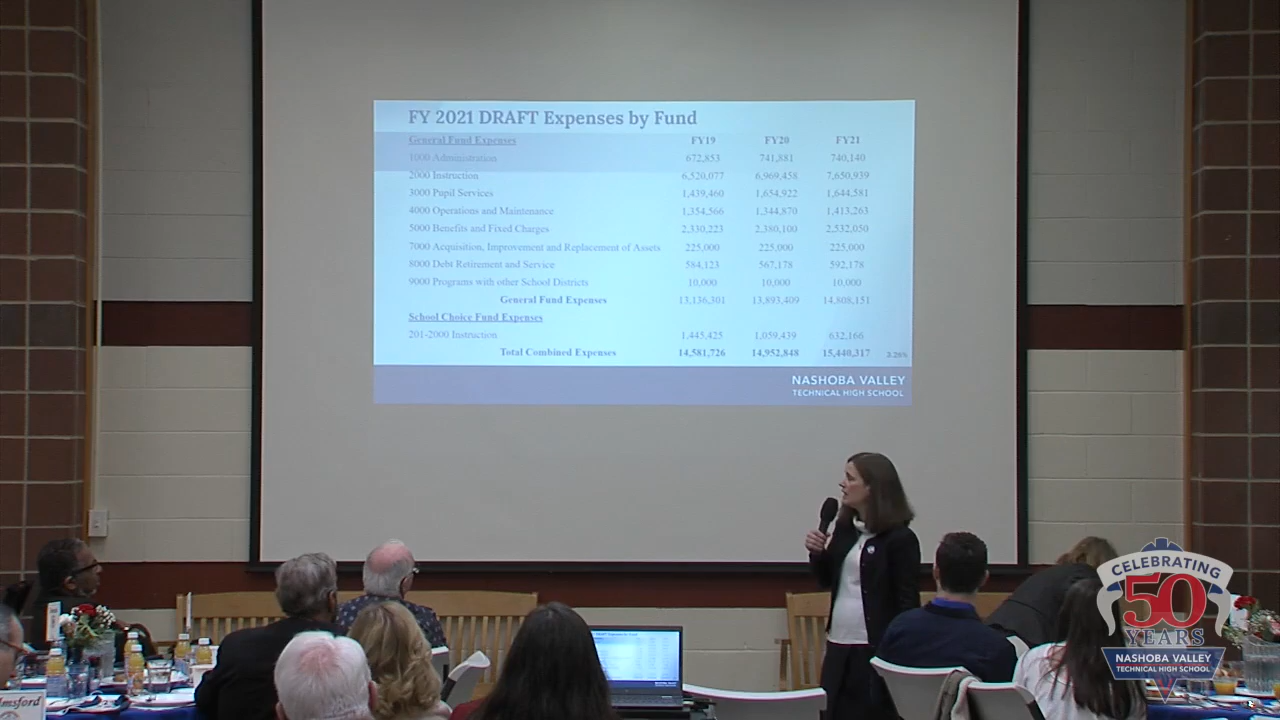 FY 2021 DRAFT Expenses by Fund
General Fund Expenses FY19 FY20 FY21
1000 Administration 672,853 741,881 740,140
2000 Instruction 6,520,077 6,969,458 7,650,939
3000 Pupil Services 1,439,460 1,654,922 1,644,581
4000 Operations and Maintenance 1,354,566 1,344,870 1,413,263
5000 Benefits and Fixed Charges 2,330,223 2,380,100 2,532,050
7000 Acquisition, Improvement and Replacement of Assets 225,000 225,000 225,000
8000 Debt Retirement and Service 584,123 567,178 592,178
9000 Programs with other School Districts 10,000 10,000 10,000
General Fund Expenses 13,136,301 13,893,409 14,808,151
School Choice Fund Expenses
201-2000 Instruction 1,445,425 1,059,439 632,166
Total Combined Expenses 14,581,726 14,952,848 15,440,317 3.26%
NASHOBA VALLEY
TECHNICAL HIGH SCHOOL
CELEBRATING
50
YEARS
NASHOBA VALLEY
TECHNICAL HIGH SCHOOL